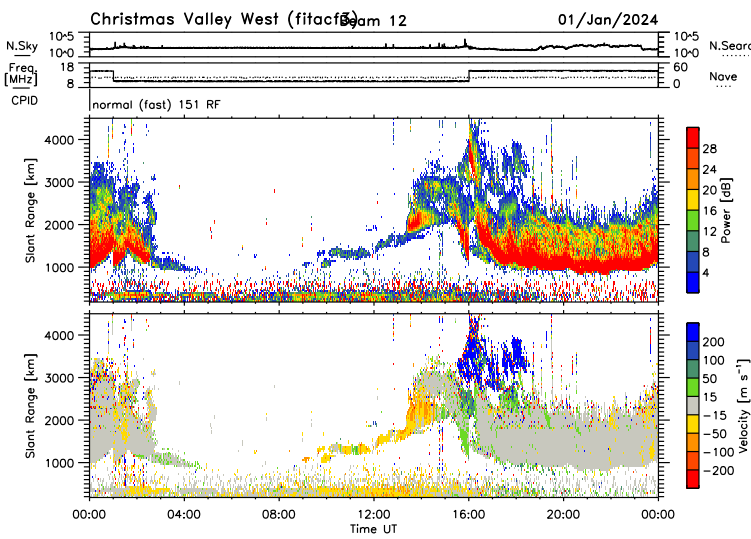 Christmas Valley West (fitacf3)
Beam 12
01/Jan/2024
N.Sky
10^5
10^0
10^5
10^0
N.Sear
Freq.
[MHz]
18
8
60
0
Nave
CPID
normal (fast) 151 RF
Slant Range [km]
4000
3000
2000
1000
28
24
20
16
12
8
4
Power [dB]
Slant Range [km]
4000
3000
2000
1000
200
100
50
15
-15
-50
-100
-200
Velocity [m s⁻¹]
00:00 04:00 08:00 12:00 16:00 20:00 00:00
Time UT